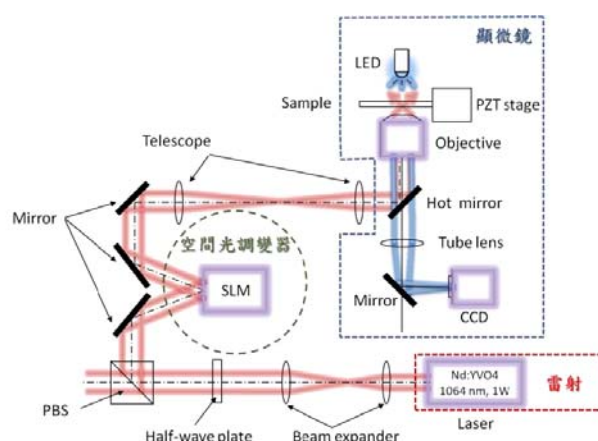 顯微鏡
LED
Sample
PZT stage
Telescope
Objective
Mirror
Hot mirror
空間光調變器
Tube lens
SLM
Mirror
CCD
Nd:YVO4
1064 nm, 1W
雷射
PBS
Half-wave plate
Beam expander
Laser